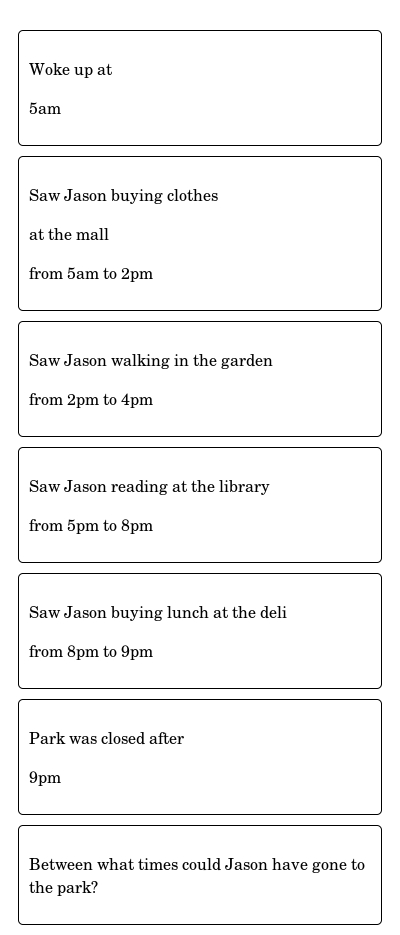 Woke up at
5am
Saw Jason buying clothes
at the mall
from 5am to 2pm
Saw Jason walking in the garden
from 2pm to 4pm
Saw Jason reading at the library
from 5pm to 8pm
Saw Jason buying lunch at the deli
from 8pm to 9pm
Park was closed after
9pm
Between what times could Jason have gone to
the park?